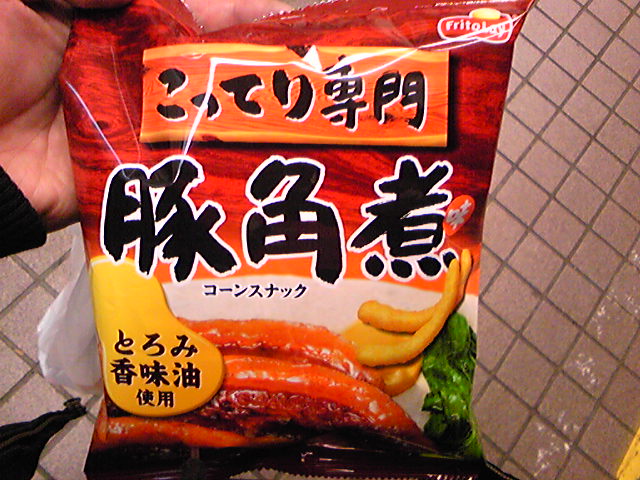 FritoLay
こってり専門
豚角煮味
コーンスナック
とろみ
香味油
使用